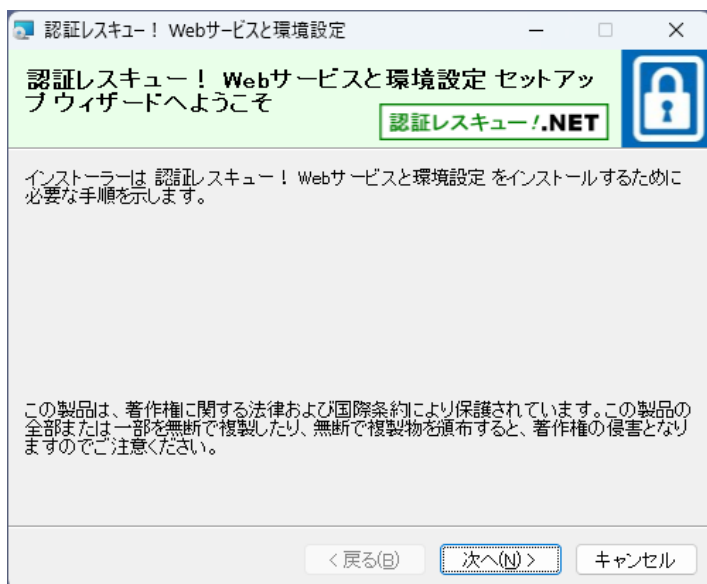 認証レスキュー！ Webサービスと環境設定
認証レスキュー！ Webサービスと環境設定 セットアッ
プ ウィザードへようこそ
認証レスキュー！.NET
インストーラーは 認証レスキュー！ Webサービスと環境設定 をインストールするために
必要な手順を示します。
この製品は、著作権に関する法律および国際条約により保護されています。この製品の
全部または一部を無断で複製したり、無断で複製物を頒布すると、著作権の侵害となり
ますのでご注意ください。
< 戻る(B) 次へ(N) > キャンセル